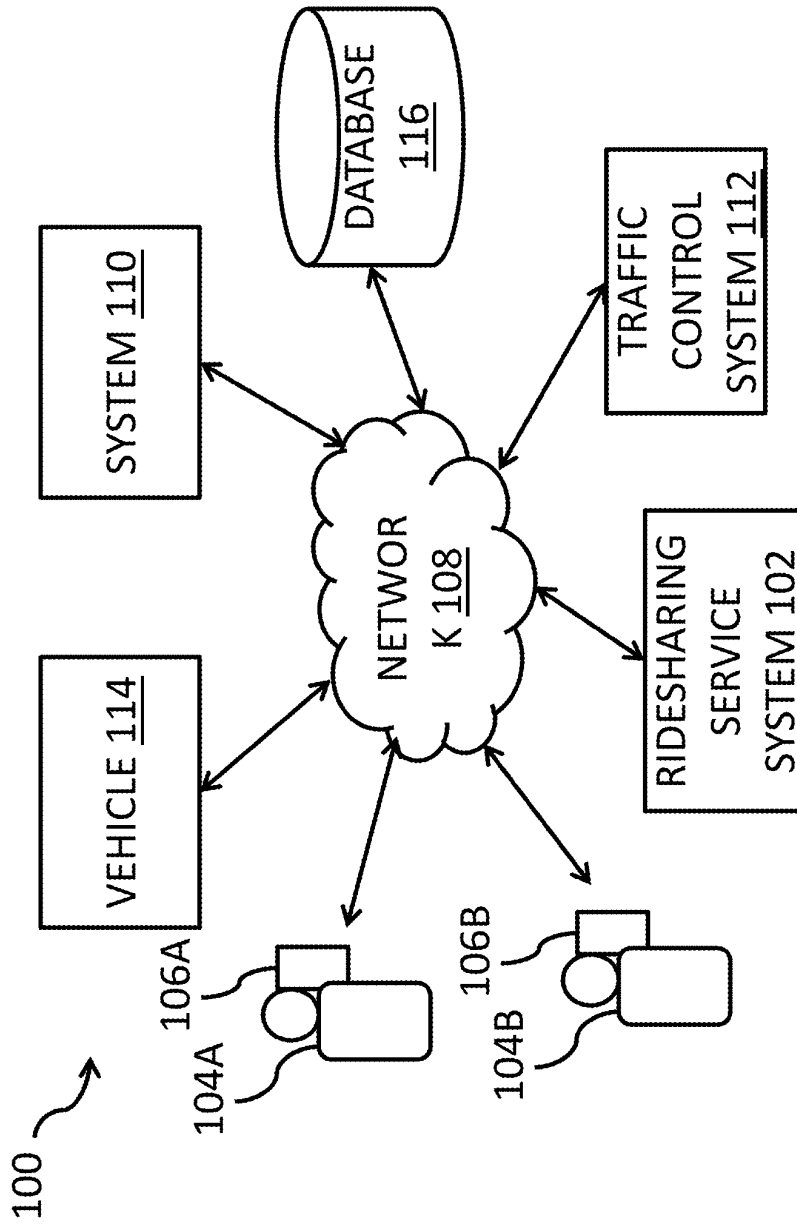 100
VEHICLE 114
SYSTEM 110
DATABASE
116
106A
104A
NETWOR
K 108
106B
104B
RIDESHARING
SERVICE
SYSTEM 102
TRAFFIC
CONTROL
SYSTEM 112